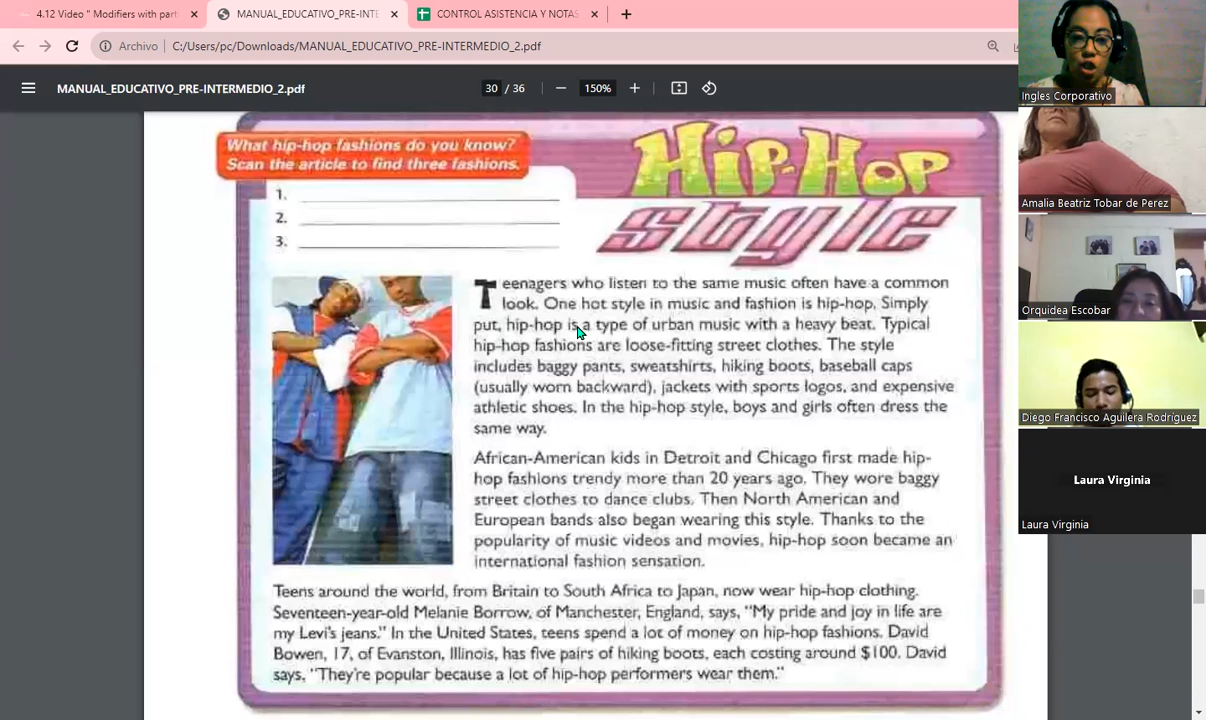 4.12 Video " Modifiers with part
MANUAL_EDUCATIVO_PRE-INTE
CONTROL ASISTENCIA Y NOTAS
Archivo
C:/Users/pc/Downloads/MANUAL_EDUCATIVO_PRE-INTERMEDIO_2.pdf
MANUAL_EDUCATIVO_PRE-INTERMEDIO_2.pdf
30 / 36
150%
What hip-hop fashions do you know?
Scan the article to find three fashions.
1.
2.
3.
HiP-HoP
style
Teenagers who listen to the same music often have a common
look. One hot style in music and fashion is hip-hop. Simply
put, hip-hop is a type of urban music with a heavy beat. Typical
hip-hop fashions are loose-fitting street clothes. The style
includes baggy pants, sweatshirts, hiking boots, baseball caps
(usually worn backward), jackets with sports logos, and expensive
athletic shoes. In the hip-hop style, boys and girls often dress the
same way.
African-American kids in Detroit and Chicago first made hip-
hop fashions trendy more than 20 years ago. They wore baggy
street clothes to dance clubs. Then North American and
European bands also began wearing this style. Thanks to the
popularity of music videos and movies, hip-hop soon became an
international fashion sensation.
Teens around the world, from Britain to South Africa to Japan, now wear hip-hop clothing.
Seventeen-year-old Melanie Borrow, of Manchester, England, says, "My pride and joy in life are
my Levi's jeans." In the United States, teens spend a lot of money on hip-hop fashions. David
Bowen, 17, of Evanston, Illinois, has five pairs of hiking boots, each costing around $100. David
says, "They're popular because a lot of hip-hop performers wear them."
Ingles Corporativo
Amalia Beatriz Tobar de Perez
Orquidea Escobar
Diego Francisco Aguilera Rodríguez
Laura Virginia
Laura Virginia